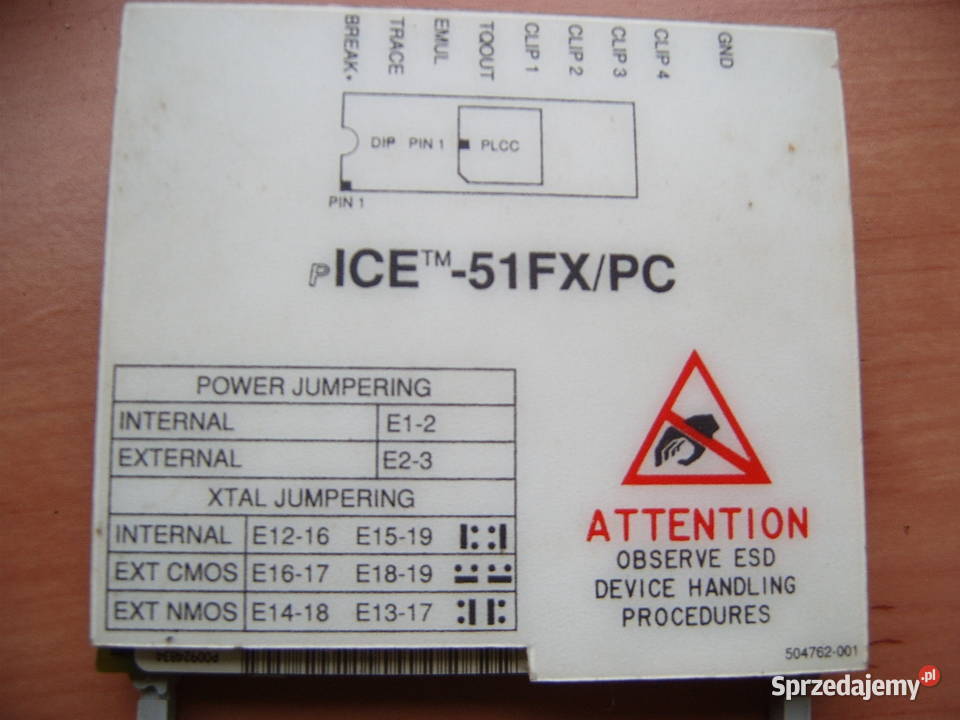 BREAK*
TRACE
EMUL
TQOUT
CLIP 1
CLIP 2
CLIP 3
CLIP 4
GND
DIP PIN 1
PLCC
PIN 1
pICE™-51FX/PC
POWER JUMPERING
INTERNAL E1-2
EXTERNAL E2-3
XTAL JUMPERING
INTERNAL E12-16 E15-19
EXT CMOS E16-17 E18-19
EXT NMOS E14-18 E13-17
ATTENTION
OBSERVE ESD
DEVICE HANDLING
PROCEDURES
504762-001
Sprzedajemy.pl